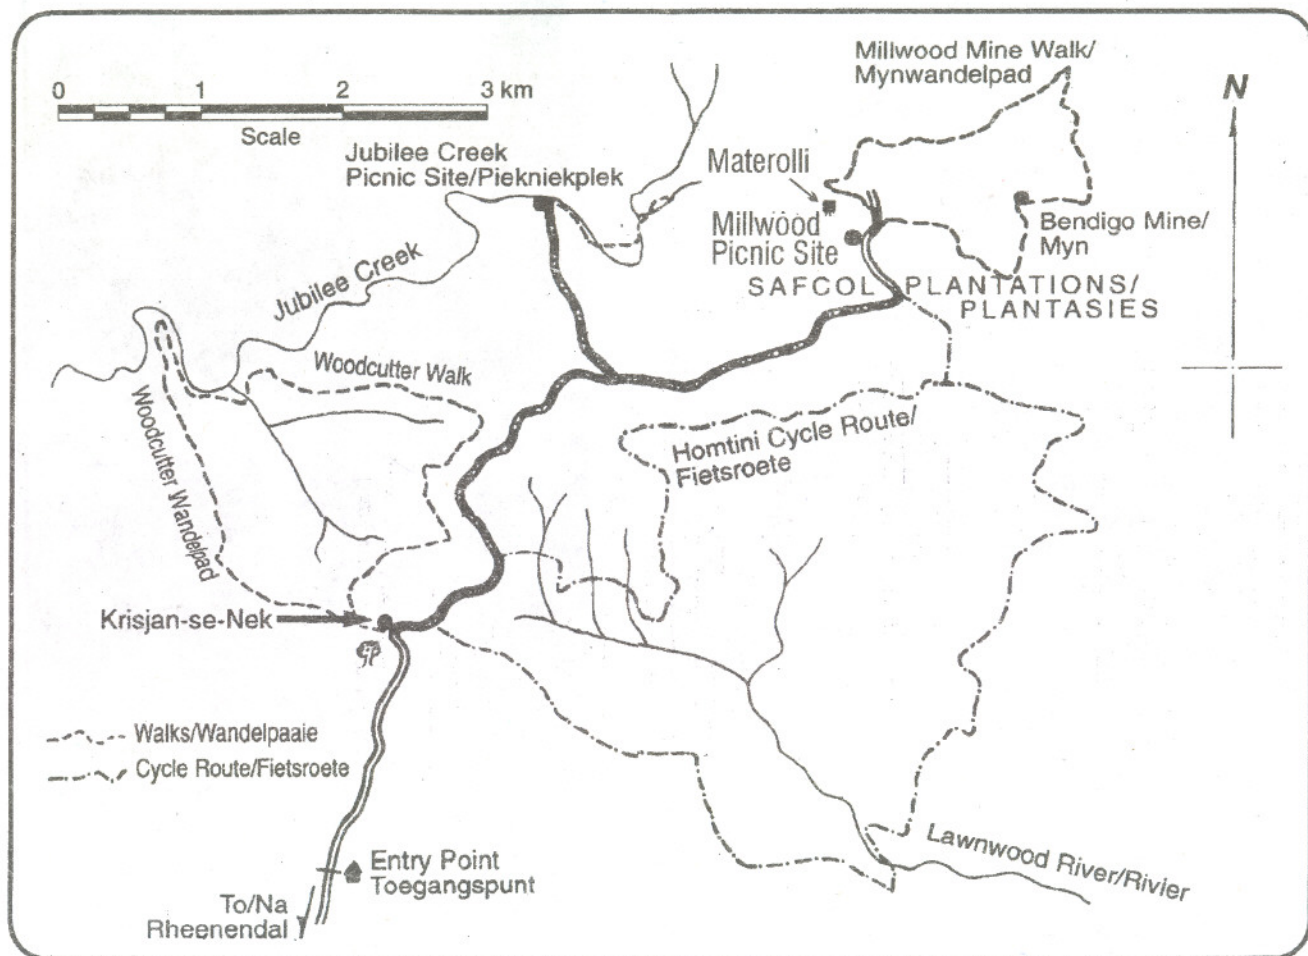 Millwood Mine Walk/
Mynwandelpad
0 1 2 3 km
Scale
N
Jubilee Creek
Picnic Site/Piekniekplek
Materolli
Millwood
Picnic Site
Bendigo Mine/
Myn
SAFCOL PLANTATIONS/
PLANTASIES
Jubilee Creek
Woodcutter Walk
Woodcutter Wandelpad
Homtini Cycle Route/
Fietsroete
Krisjan-se-Nek
Walks/Wandelpaaie
Cycle Route/Fietsroete
Entry Point
Toegangspunt
To/Na
Rheenendal
Lawnwood River/Rivier